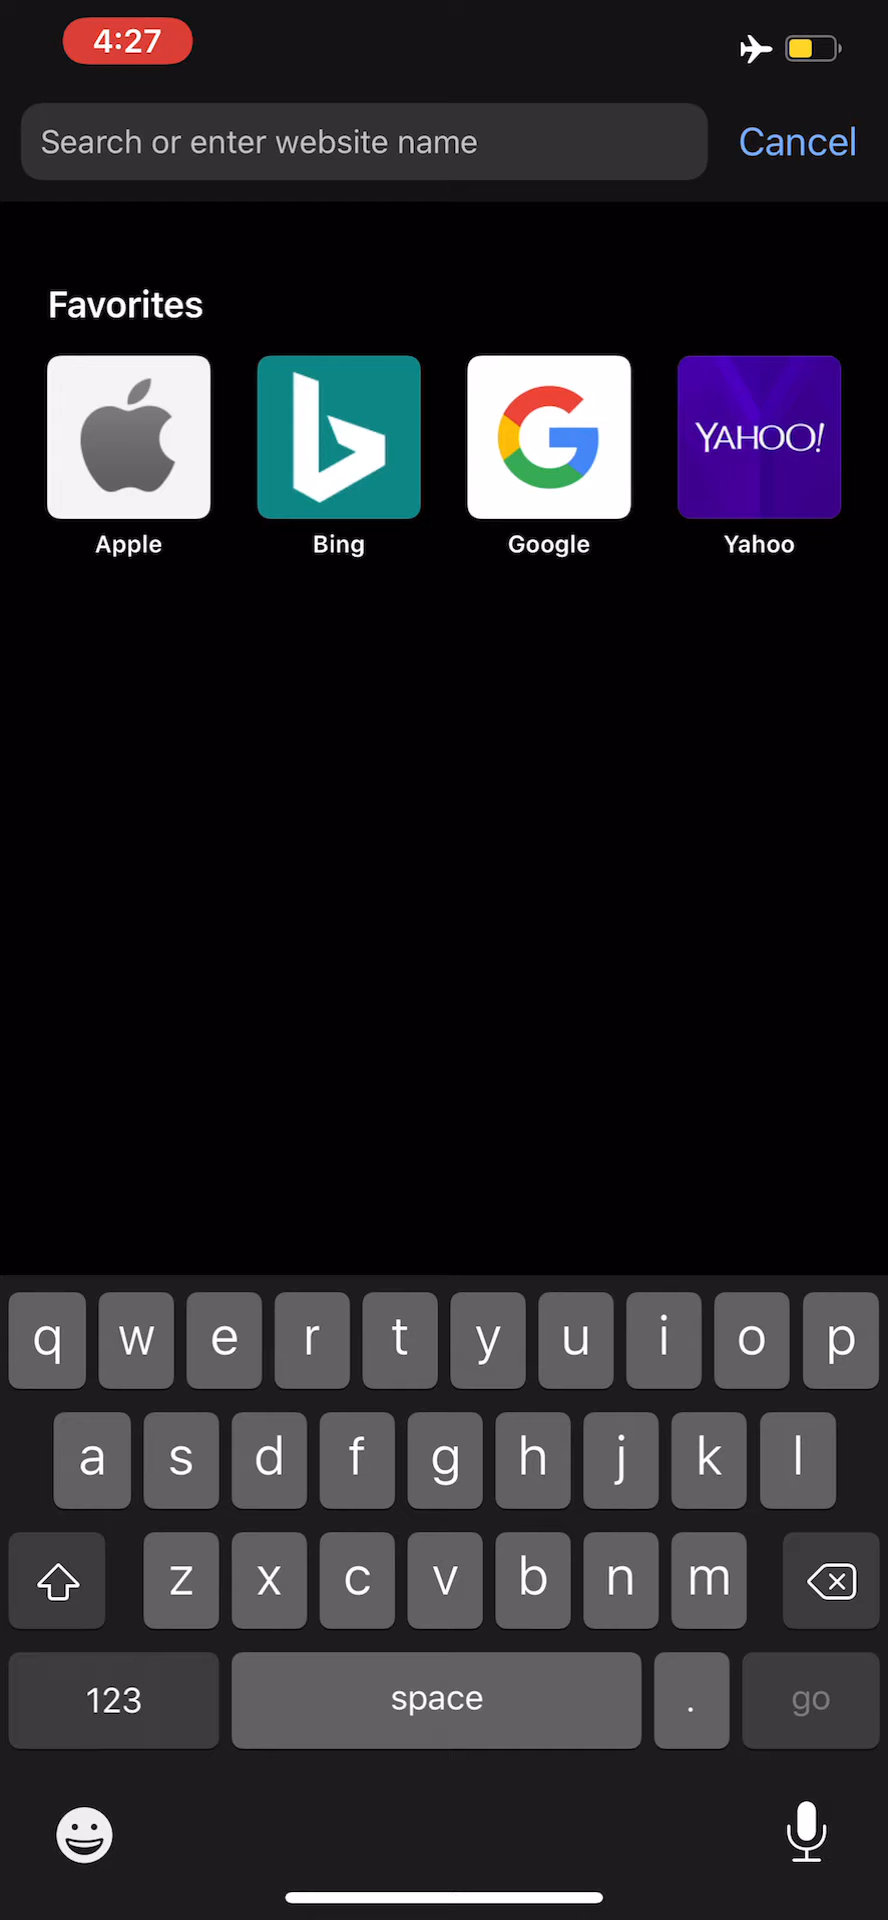 4:27
Search or enter website name
Cancel
Favorites
YAHOO!
Apple
Bing
Google
Yahoo
q w e r t y u i o p
a s d f g h j k l
z x c v b n m
123
space
.
go